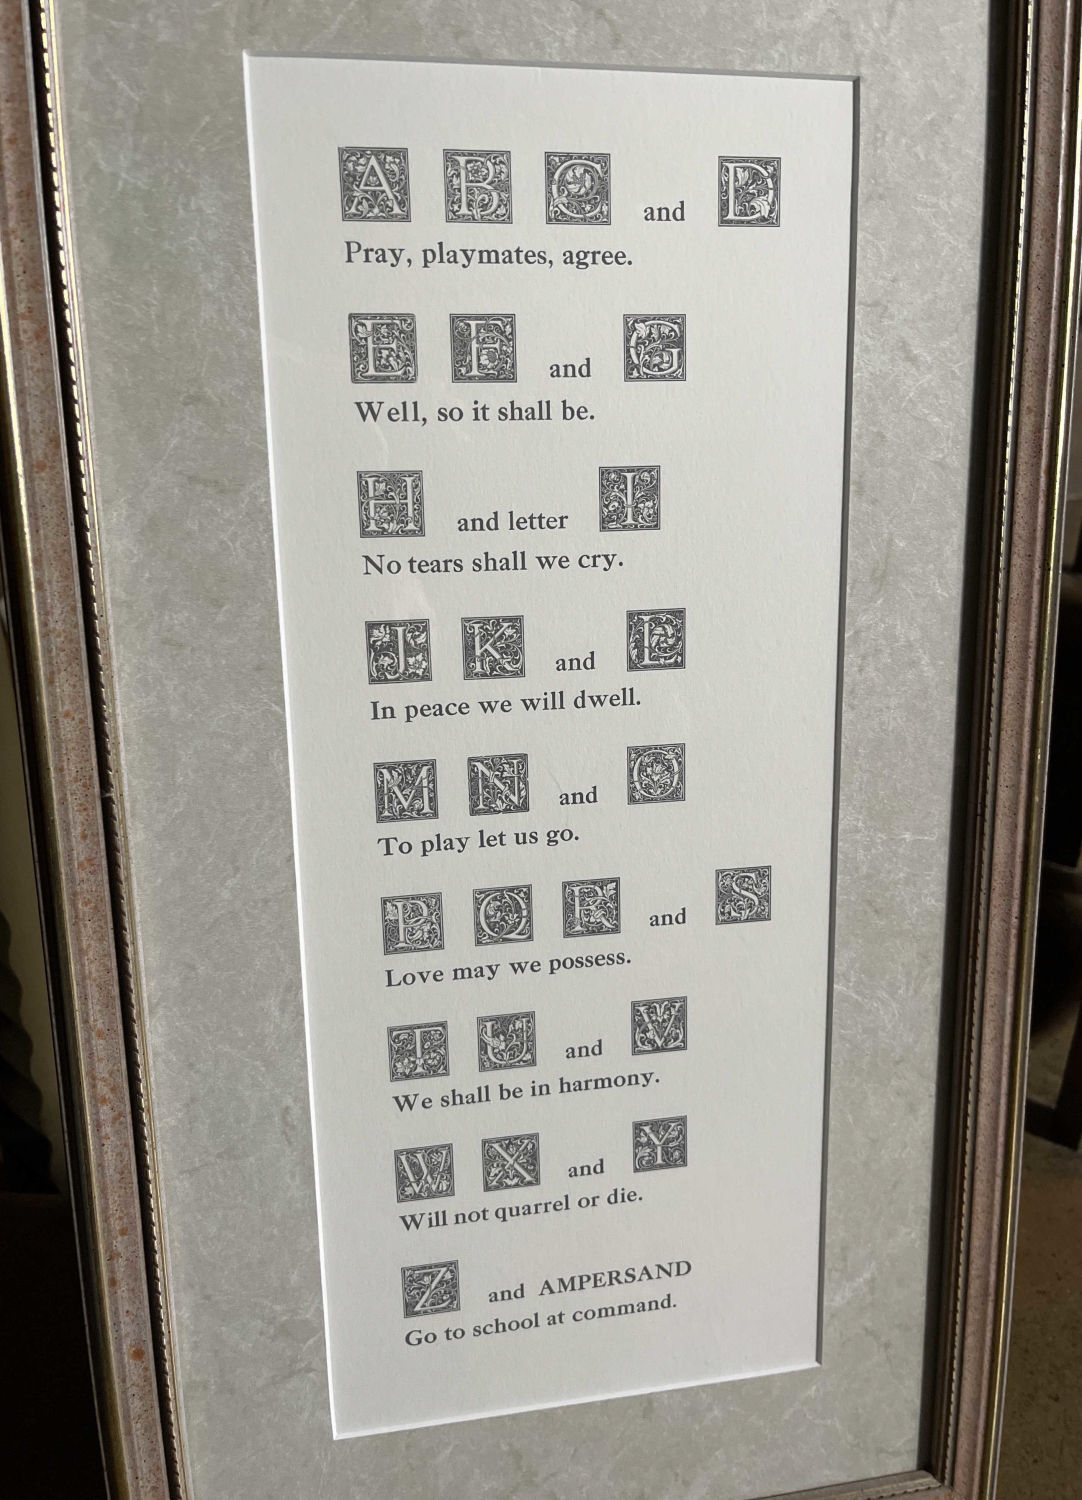 A B C and D
Pray, playmates, agree.
E F and G
Well, so it shall be.
H and letter I
No tears shall we cry.
J K and L
In peace we will dwell.
M N and O
To play let us go.
P Q R and S
Love may we possess.
T U and V
We shall be in harmony.
W X and Y
Will not quarrel or die.
Z and AMPERSAND
Go to school at command.